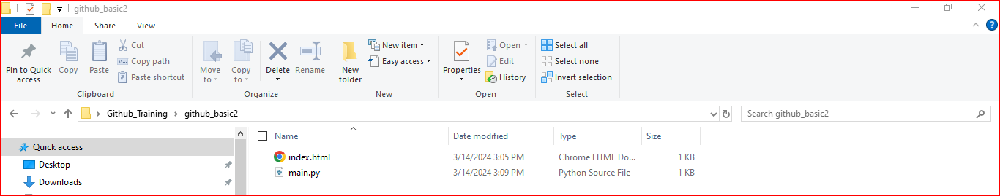 github_basic2
File Home Share View
Pin to Quick access
Copy
Paste
Cut
Copy path
Paste shortcut
Clipboard
Move to
Copy to
Delete
Rename
Organize
New folder
New item
Easy access
New
Properties
Open
Edit
History
Open
Select all
Select none
Invert selection
Select
Github_Training > github_basic2
Search github_basic2
Quick access
Desktop
Downloads
Name Date modified Type Size
index.html 3/14/2024 3:05 PM Chrome HTML Do... 1 KB
main.py 3/14/2024 3:09 PM Python Source File 1 KB